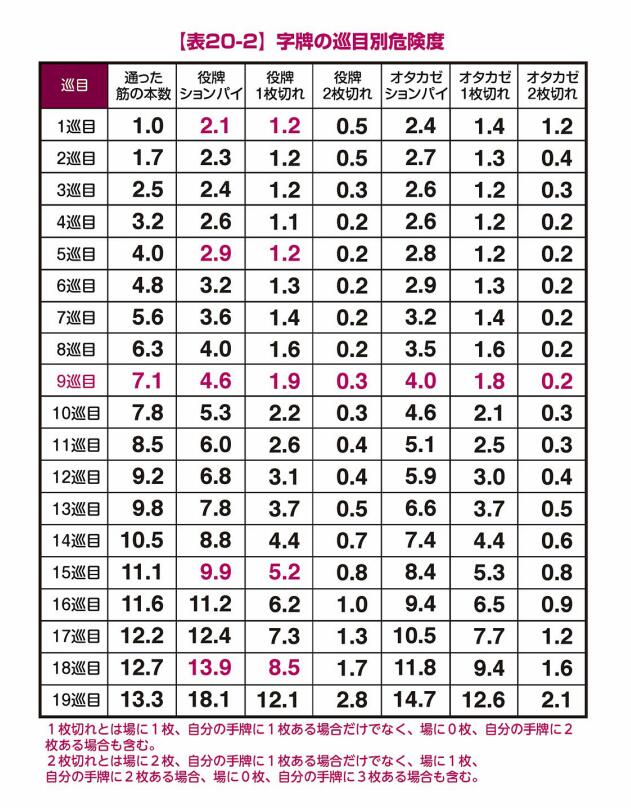 【表20-2】字牌の巡目別危険度
巡目 通った筋の本数 役牌ションパイ 役牌1枚切れ 役牌2枚切れ オタカゼションパイ オタカゼ1枚切れ オタカゼ2枚切れ
1巡目 1.0 2.1 1.2 0.5 2.4 1.4 1.2
2巡目 1.7 2.3 1.2 0.5 2.7 1.3 0.4
3巡目 2.5 2.4 1.2 0.3 2.6 1.2 0.3
4巡目 3.2 2.6 1.1 0.2 2.6 1.2 0.2
5巡目 4.0 2.9 1.2 0.2 2.8 1.2 0.2
6巡目 4.8 3.2 1.3 0.2 2.9 1.3 0.2
7巡目 5.6 3.6 1.4 0.2 3.2 1.4 0.2
8巡目 6.3 4.0 1.6 0.2 3.5 1.6 0.2
9巡目 7.1 4.6 1.9 0.3 4.0 1.8 0.2
10巡目 7.8 5.3 2.2 0.3 4.6 2.1 0.3
11巡目 8.5 6.0 2.6 0.4 5.1 2.5 0.3
12巡目 9.2 6.8 3.1 0.4 5.9 3.0 0.4
13巡目 9.8 7.8 3.7 0.5 6.6 3.7 0.5
14巡目 10.5 8.8 4.4 0.7 7.4 4.4 0.6
15巡目 11.1 9.9 5.2 0.8 8.4 5.3 0.8
16巡目 11.6 11.2 6.2 1.0 9.4 6.5 0.9
17巡目 12.2 12.4 7.3 1.3 10.5 7.7 1.2
18巡目 12.7 13.9 8.5 1.7 11.8 9.4 1.6
19巡目 13.3 18.1 12.1 2.8 14.7 12.6 2.1
1枚切れとは場に1枚、自分の手牌に1枚ある場合だけでなく、場に0枚、自分の手牌に2
枚ある場合も含む。
2枚切れとは場に2枚、自分の手牌に1枚ある場合だけでなく、場に1枚、
自分の手牌に2枚ある場合、場に0枚、自分の手牌に3枚ある場合も含む。